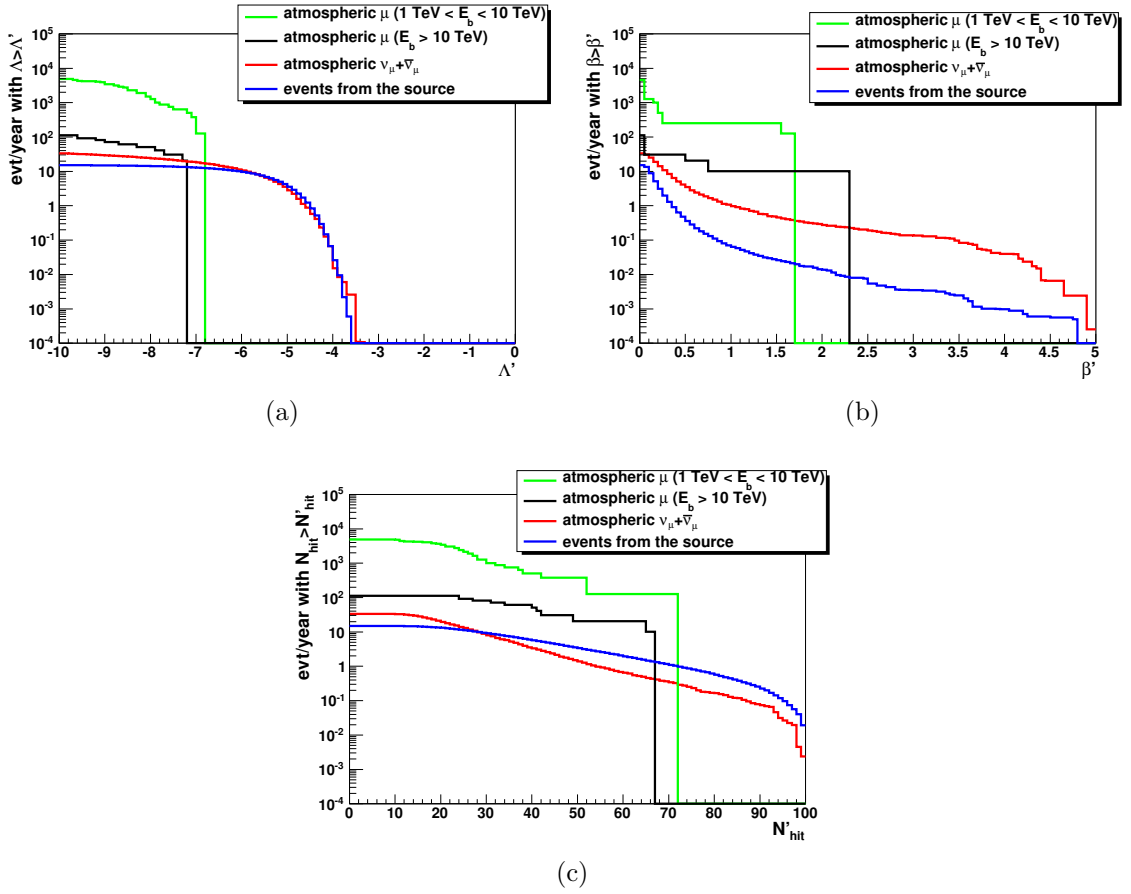 atmospheric μ (1 TeV < E_b < 10 TeV)
atmospheric μ (E_b > 10 TeV)
atmospheric ν_μ+ν̅_μ
events from the source
evt/year with Λ>Λ'
10^5
10^4
10^3
10^2
10
1
10^-1
10^-2
10^-3
10^-4
-10 -9 -8 -7 -6 -5 -4 -3 -2 -1 0
Λ'
(a)
atmospheric μ (1 TeV < E_b < 10 TeV)
atmospheric μ (E_b > 10 TeV)
atmospheric ν_μ+ν̅_μ
events from the source
evt/year with β>β'
10^5
10^4
10^3
10^2
10
1
10^-1
10^-2
10^-3
10^-4
0 0.5 1 1.5 2 2.5 3 3.5 4 4.5 5
β'
(b)
atmospheric μ (1 TeV < E_b < 10 TeV)
atmospheric μ (E_b > 10 TeV)
atmospheric ν_μ+ν̅_μ
events from the source
evt/year with N_hit>N'_hit
10^5
10^4
10^3
10^2
10
1
10^-1
10^-2
10^-3
10^-4
0 10 20 30 40 50 60 70 80 90 100
N'_hit
(c)